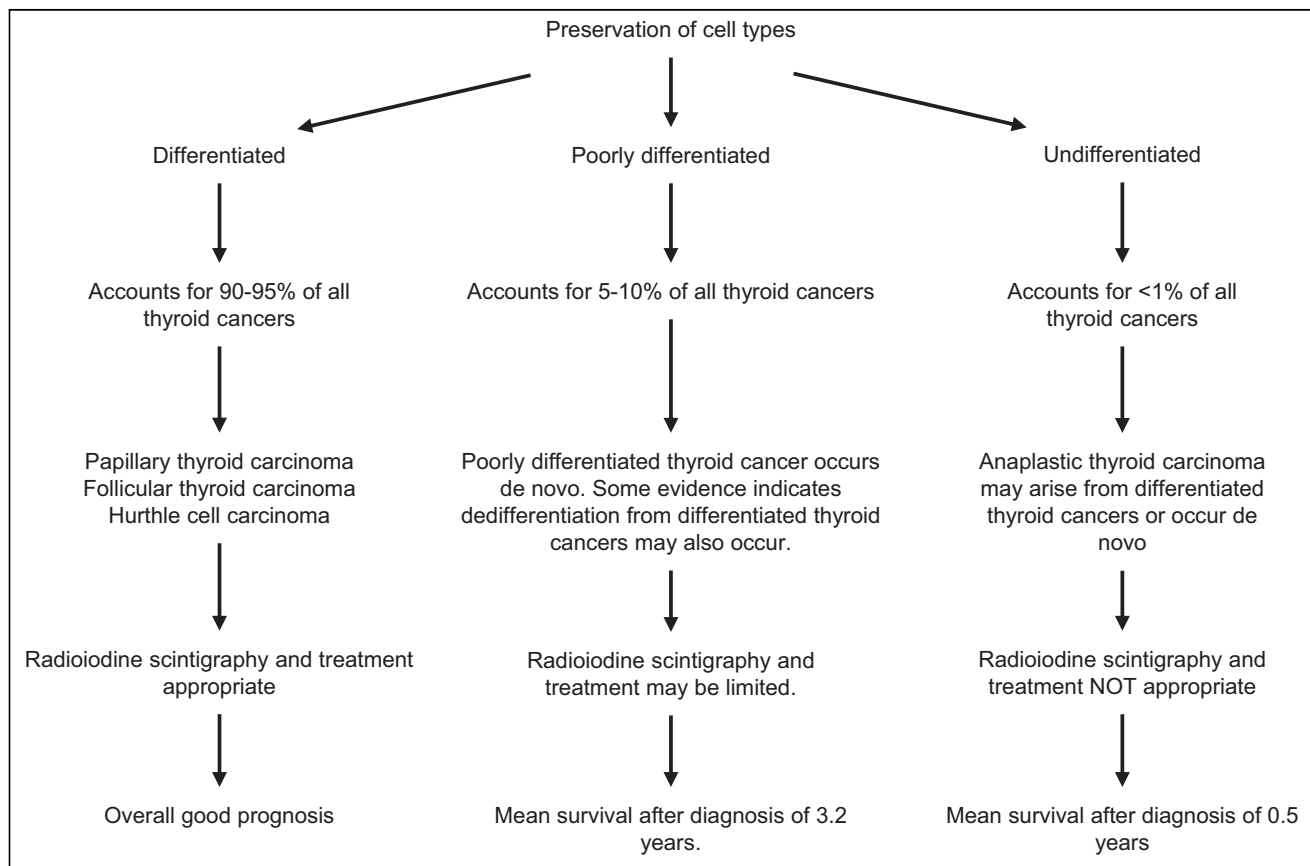 Preservation of cell types
Differentiated
Poorly differentiated
Undifferentiated
Accounts for 90-95% of all
thyroid cancers
Accounts for 5-10% of all thyroid cancers
Accounts for <1% of all
thyroid cancers
Papillary thyroid carcinoma
Follicular thyroid carcinoma
Hurthle cell carcinoma
Poorly differentiated thyroid cancer occurs
de novo. Some evidence indicates
dedifferentiation from differentiated thyroid
cancers may also occur.
Anaplastic thyroid carcinoma
may arise from differentiated
thyroid cancers or occur de
novo
Radioiodine scintigraphy and treatment
appropriate
Radioiodine scintigraphy and
treatment may be limited.
Radioiodine scintigraphy and
treatment NOT appropriate
Overall good prognosis
Mean survival after diagnosis of 3.2
years.
Mean survival after diagnosis of 0.5
years